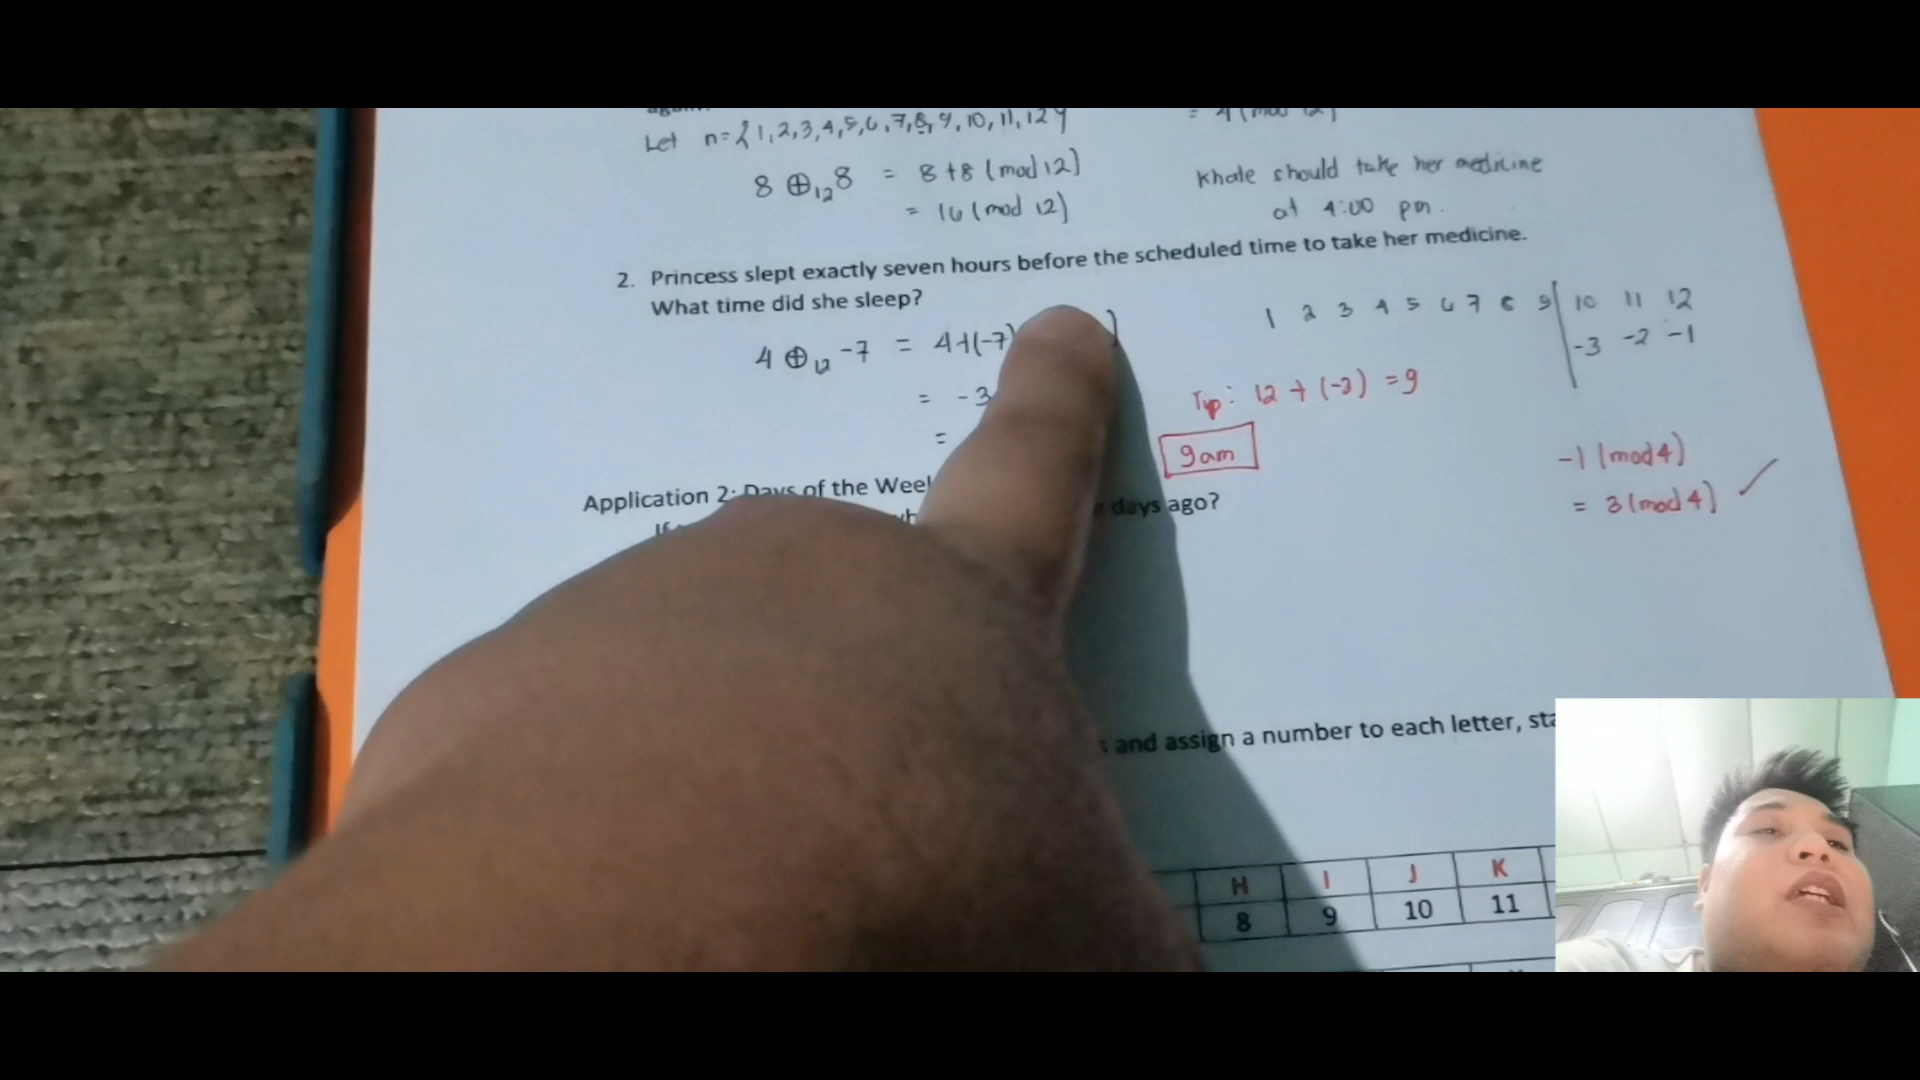 Let n={1,2,3,4,5,6,7,8,9,10,11,12}
= 4 (mod 12)
8 ⊕₁₂ 8 = 8+8 (mod 12)
= 16 (mod 12)
Khale should take her medicine
at 4:00 pm.
2. Princess slept exactly seven hours before the scheduled time to take her medicine.
What time did she sleep?
4 ⊕₁₂ -7 = 4+(-7) )
= -3
=
1 2 3 4 5 6 7 8 9 10 11 12
-3 -2 -1
Tip: 12 + (-3) = 9
9am
-1 (mod 4)
= 3 (mod 4) ✓
Application 2: Days of the Week
If
days ago?
and assign a number to each letter, sta
H I J K
8 9 10 11